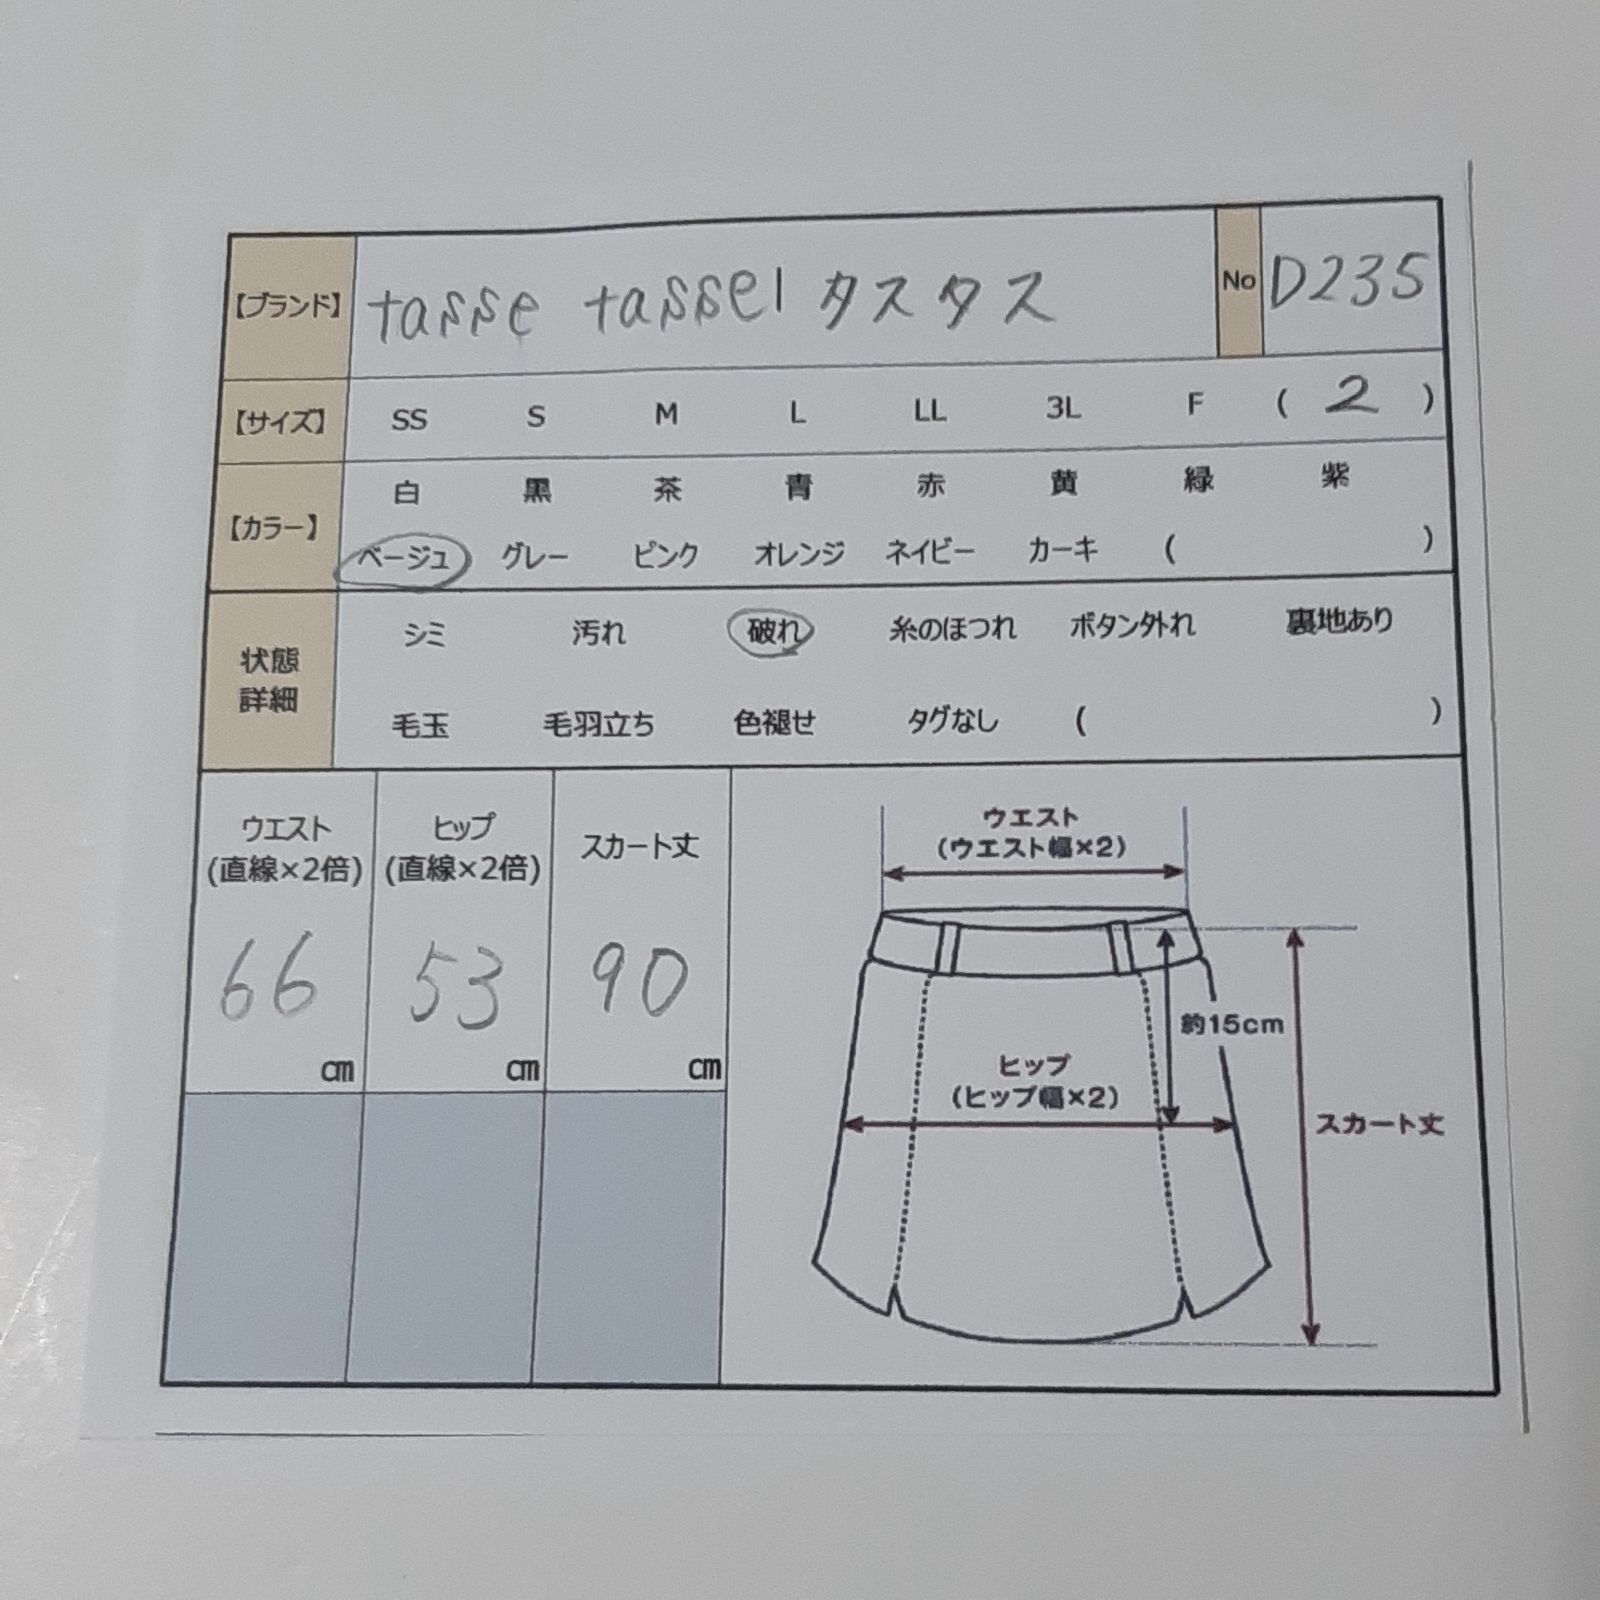 【ブランド】 tasse tassel タスタス No D235
【サイズ】 SS S M L LL 3L F ( 2 )
【カラー】 白 黒 茶 青 赤 黄 緑 紫
ベージュ グレー ピンク オレンジ ネイビー カーキ ( )
状態
詳細
シミ 汚れ 破れ 糸のほつれ ボタン外れ 裏地あり
毛玉 毛羽立ち 色褪せ タグなし ( )
ウエスト
(直線×2倍)
66
cm
ヒップ
(直線×2倍)
53
cm
スカート丈
90
cm
ウエスト
(ウエスト幅×2)
約15cm
ヒップ
(ヒップ幅×2)
スカート丈